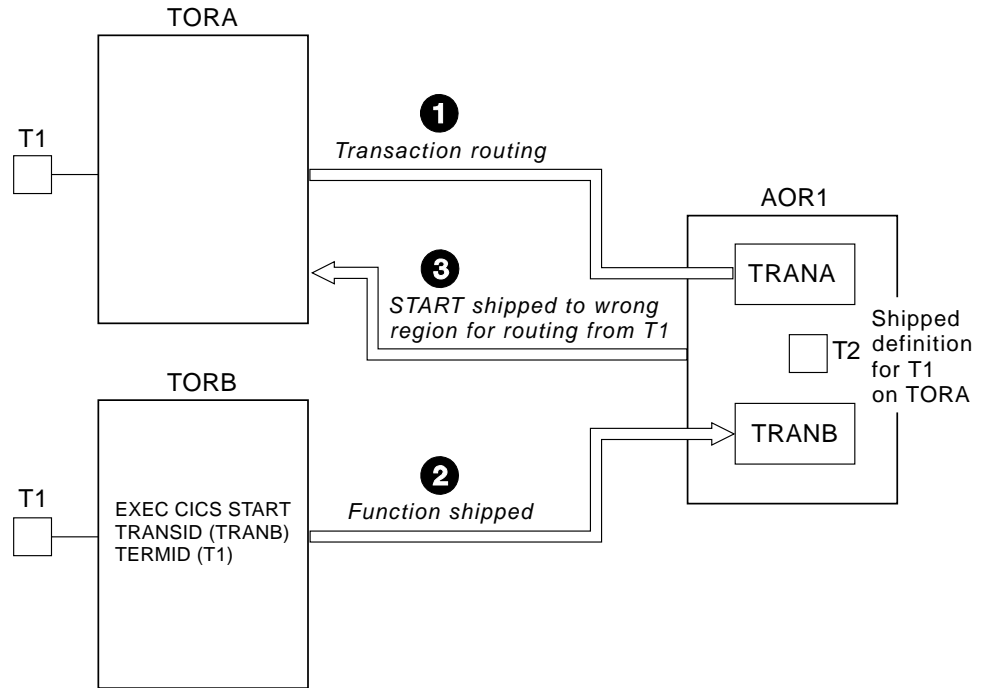 TORA
T1
1
Transaction routing
3
START shipped to wrong
region for routing from T1
AOR1
TRANA
T2
Shipped
definition
for T1
on TORA
TRANB
TORB
T1
EXEC CICS START
TRANSID (TRANB)
TERMID (T1)
2
Function shipped